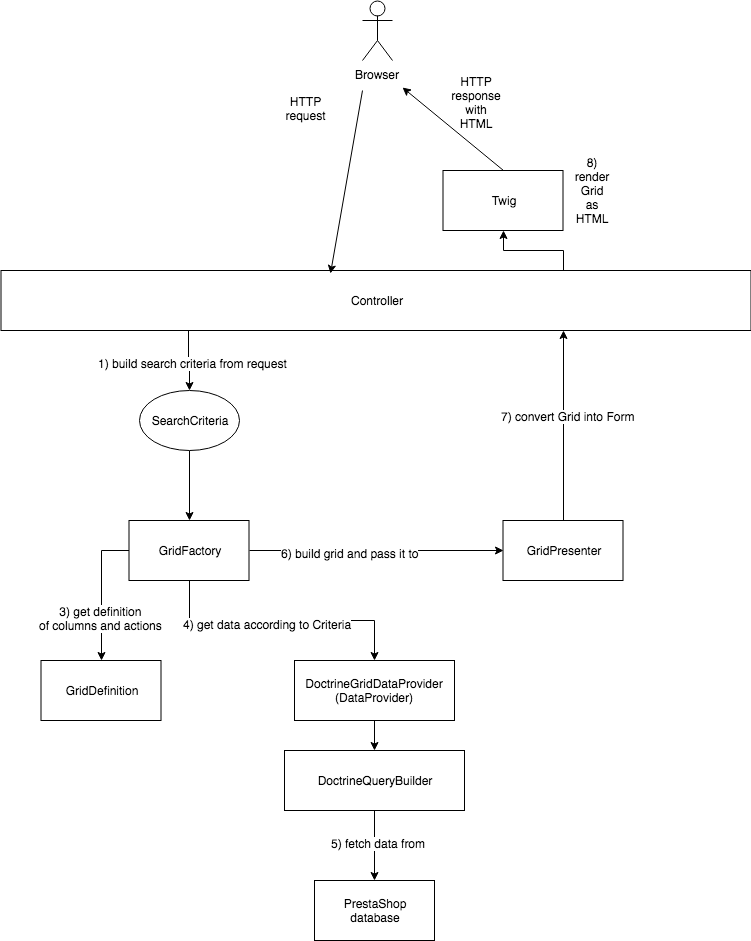 Browser
HTTP
request
HTTP
response
with
HTML
8)
render
Grid
as
HTML
Twig
Controller
1) build search criteria from request
SearchCriteria
7) convert Grid into Form
GridFactory
6) build grid and pass it to
GridPresenter
3) get definition
of columns and actions
4) get data according to Criteria
GridDefinition
DoctrineGridDataProvider
(DataProvider)
DoctrineQueryBuilder
5) fetch data from
PrestaShop
database